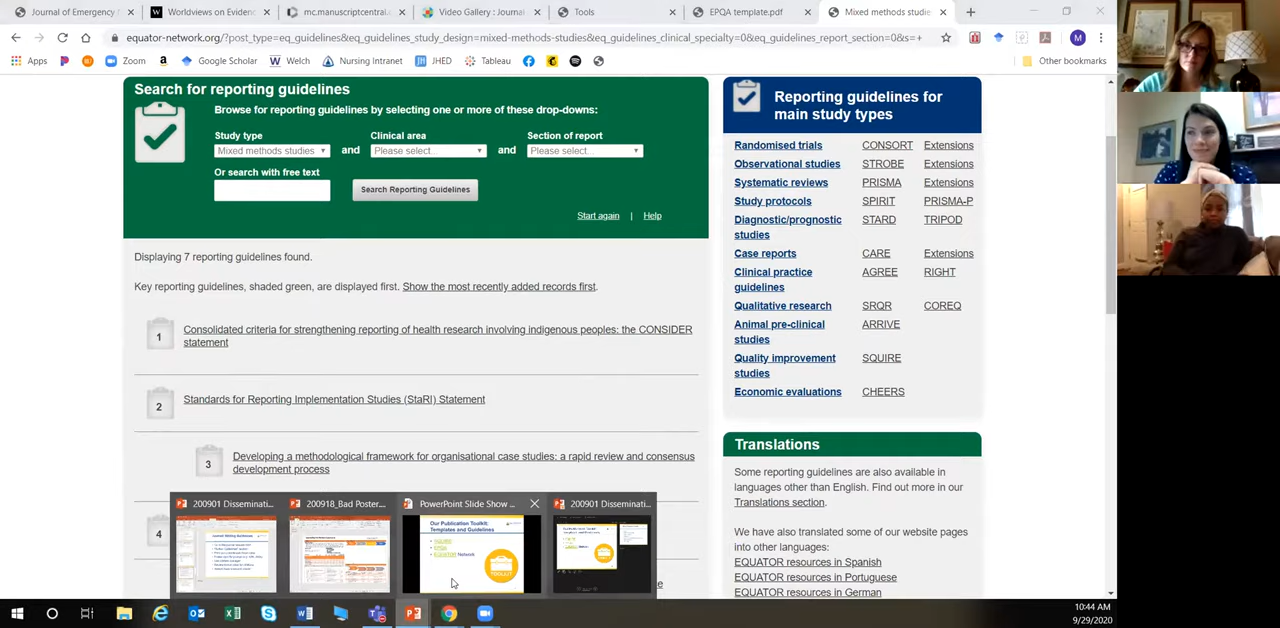 Journal of Emergency
Worldviews on Evidenc
mc.manuscriptcentral.c
Video Gallery : Journal
Tools
EPQA template.pdf
Mixed methods studie
equator-network.org/?post_type=eq_guidelines&eq_guidelines_study_design=mixed-methods-studies&eq_guidelines_clinical_specialty=0&eq_guidelines_report_section=0&s=+
M
Apps
Zoom
Google Scholar
Welch
Nursing Intranet
JHED
Tableau
Other bookmarks
Search for reporting guidelines
Browse for reporting guidelines by selecting one or more of these drop-downs:
Study type
Clinical area
Section of report
Mixed methods studies
and
Please select...
and
Please select...
Or search with free text
Search Reporting Guidelines
Start again | Help
Displaying 7 reporting guidelines found.
Key reporting guidelines, shaded green, are displayed first. Show the most recently added records first.
1
Consolidated criteria for strengthening reporting of health research involving indigenous peoples: the CONSIDER
statement
2
Standards for Reporting Implementation Studies (StaRI) Statement
3
Developing a methodological framework for organisational case studies: a rapid review and consensus
development process
4
Reporting guidelines for
main study types
Randomised trials CONSORT Extensions
Observational studies STROBE Extensions
Systematic reviews PRISMA Extensions
Study protocols SPIRIT PRISMA-P
Diagnostic/prognostic STARD TRIPOD
studies
Case reports CARE Extensions
Clinical practice AGREE RIGHT
guidelines
Qualitative research SRQR COREQ
Animal pre-clinical ARRIVE
studies
Quality improvement SQUIRE
studies
Economic evaluations CHEERS
Translations
Some reporting guidelines are also available in
languages other than English. Find out more in our
Translations section.
We have also translated some of our website pages
into other languages:
EQUATOR resources in Spanish
EQUATOR resources in Portuguese
EQUATOR resources in German
200901 Disseminati...
200918_Bad Poster...
PowerPoint Slide Show ...
200901 Disseminati...
Our Publication Toolkit:
Templates and Guidelines
Network
TOOLKIT
10:44 AM
9/29/2020